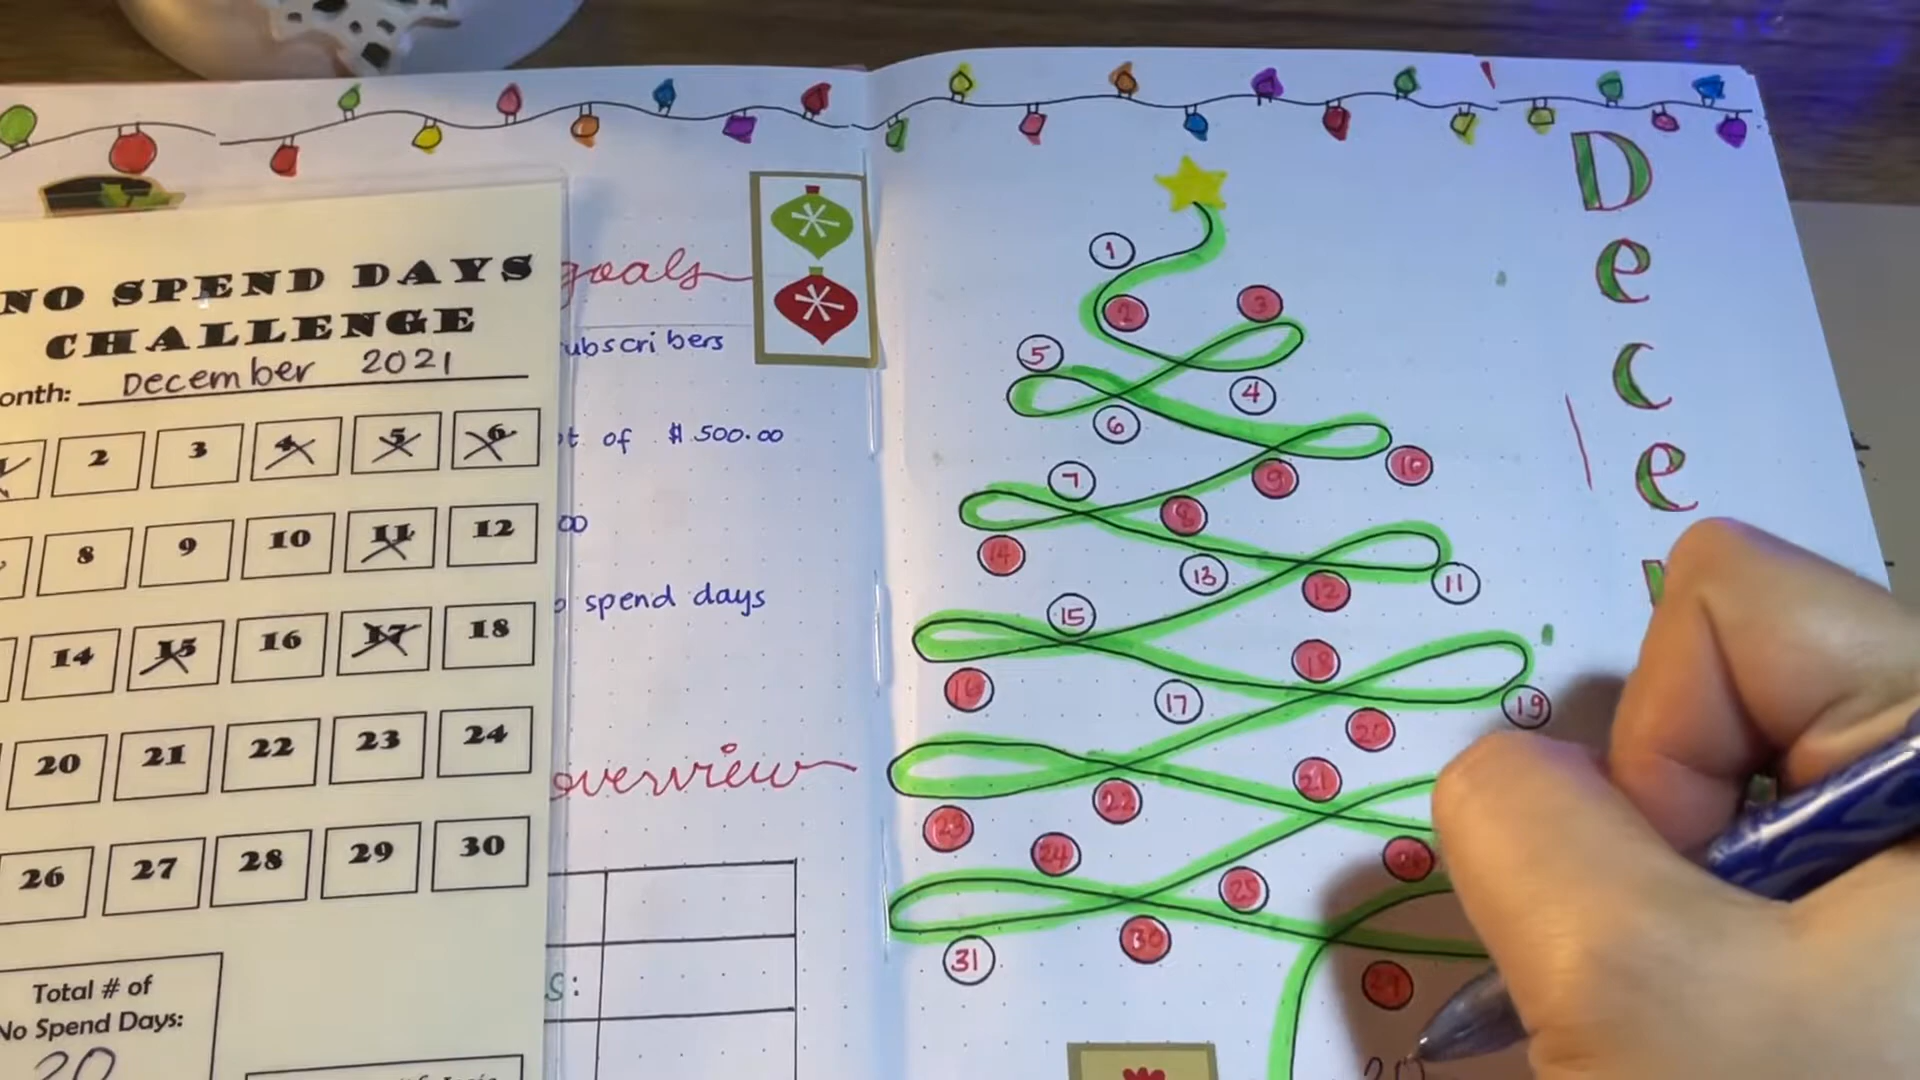 NO SPEND DAYS
CHALLENGE
onth: December 2021
2 3 4 5 6
8 9 10 11 12
14 15 16 17 18
20 21 22 23 24
26 27 28 29 30
Total # of
No Spend Days:
20
goals
ubscribers
of $500.00
00
spend days
overview
s:
1
2
3
4
5
6
7
8
9
10
11
12
13
14
15
16
17
18
19
20
21
22
23
24
25
30
29
31
20
Dece